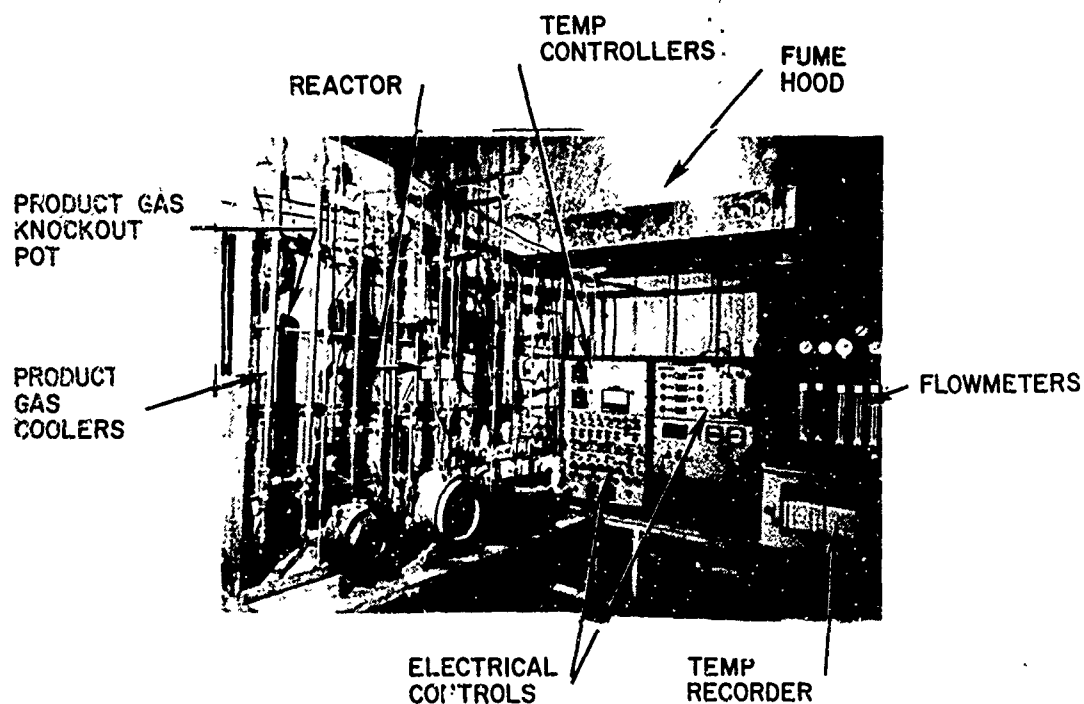 TEMP
CONTROLLERS
FUME
HOOD
REACTOR
PRODUCT GAS
KNOCKOUT
POT
PRODUCT
GAS
COOLERS
FLOWMETERS
ELECTRICAL
CONTROLS
TEMP
RECORDER